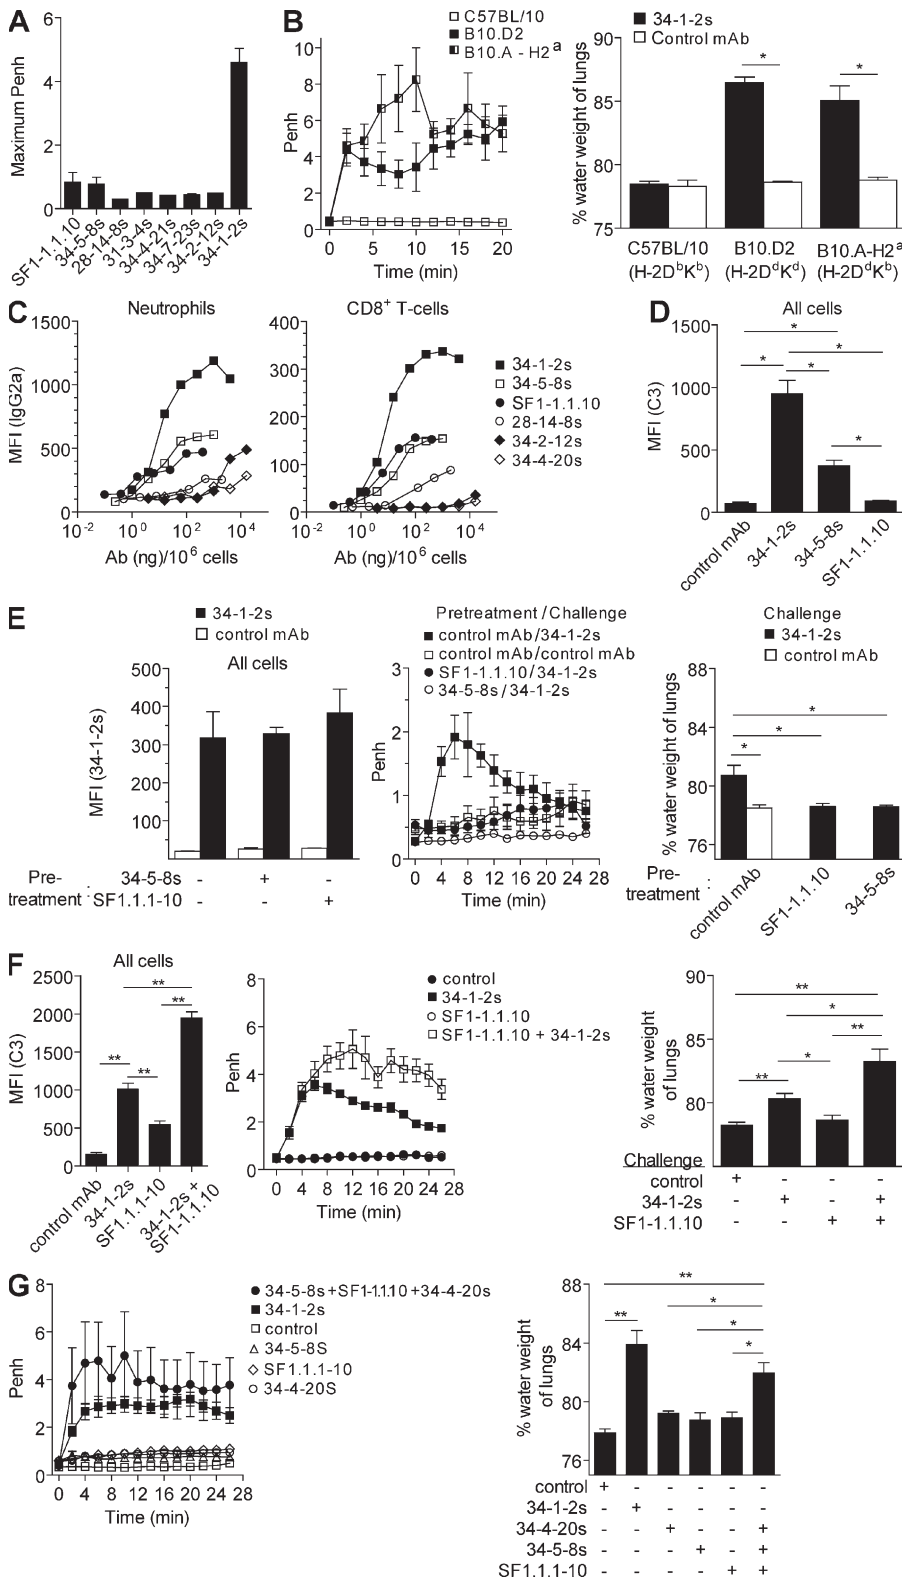 A
Maximum Penh
6
4
2
0
SF1-1.1.10
34-5-8s
28-14-8s
31-3-4s
34-4-21s
34-7-23s
34-2-12s
34-1-2s
B
C57BL/10
B10.D2
B10.A - H2a
Penh
10
8
6
4
2
0
0 5 10 15 20
Time (min)
34-1-2s
Control mAb
% water weight of lungs
90
85
80
75
* *
C57BL/10 B10.D2 B10.A-H2a
(H-2DbKb) (H-2DdKd) (H-2DdKb)
C
Neutrophils
MFI (IgG2a)
1500
1000
500
0
10-2 100 102 104
Ab (ng)/106 cells
CD8+ T-cells
400
300
200
100
0
10-2 100 102 104
Ab (ng)/106 cells
34-1-2s
34-5-8s
SF1-1.1.10
28-14-8s
34-2-12s
34-4-20s
D
All cells
MFI (C3)
1500
1000
500
0
*
*
* *
*
control mAb
34-1-2s
34-5-8s
SF1-1.1.10
E
34-1-2s
control mAb
All cells
MFI (34-1-2s)
500
400
300
200
100
Pre-
treatment :
34-5-8s - + -
SF1.1.1-10 - - +
Pretreatment/Challenge
control mAb/34-1-2s
control mAb/control mAb
SF1-1.1.10/34-1-2s
34-5-8s/34-1-2s
Penh
3
2
1
0
0 4 8 12 16 20 24 28
Time (min)
Challenge
34-1-2s
control mAb
% water weight of lungs
88
84
80
76
*
*
*
Pre-
treatment :
control mAb
SF1-1.1.10
34-5-8s
F
All cells
MFI (C3)
2500
2000
1500
1000
500
0
**
**
**
**
control mAb
34-1-2s
SF1.1.1-10
34-1-2s +
SF1-1.1.10
control
34-1-2s
SF1-1.1.10
SF1-1.1.10 + 34-1-2s
Penh
8
6
4
2
0
0 4 8 12 16 20 24 28
Time (min)
% water weight
of lungs
90
85
80
**
*
**
*
**
Challenge
control + - - -
34-1-2s - + - +
SF1-1.1.10 - - + +
G
34-5-8s+SF1-1.1.10+34-4-20s
34-1-2s
control
34-5-8S
SF1.1.1-10
34-4-20S
Penh
8
6
4
2
0
0 4 8 12 16 20 24 28
Time (min)
% water weight
of lungs
88
84
80
76
**
*
**
*
*
control + - - - - -
34-1-2s - + - - - -
34-4-20s - - + - - +
34-5-8s - - - + - +
SF1.1.1-10 - - - - + +